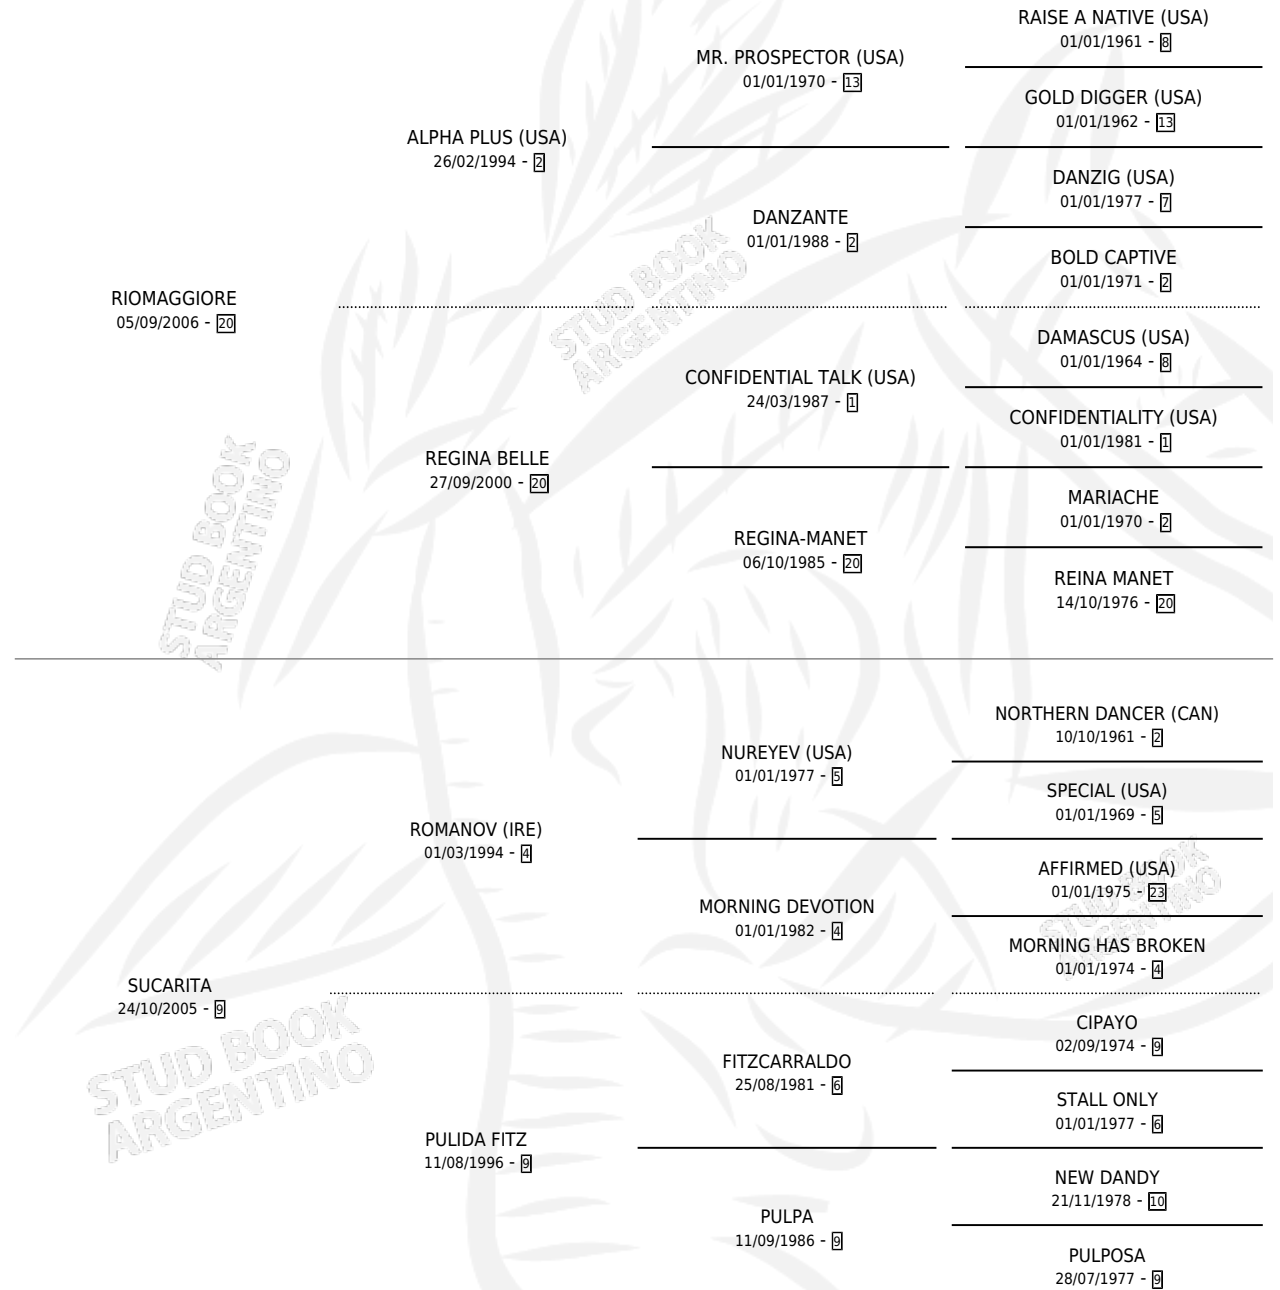 RAISE A NATIVE (USA)
01/01/1961 - 8
MR. PROSPECTOR (USA)
01/01/1970 - 13
GOLD DIGGER (USA)
01/01/1962 - 13
ALPHA PLUS (USA)
26/02/1994 - 2
DANZIG (USA)
01/01/1977 - 7
DANZANTE
01/01/1988 - 2
BOLD CAPTIVE
01/01/1971 - 2
RIOMAGGIORE
05/09/2006 - 20
STUD BOOK
ARGENTINO
DAMASCUS (USA)
01/01/1964 - 8
CONFIDENTIAL TALK (USA)
24/03/1987 - 1
CONFIDENTIALITY (USA)
01/01/1981 - 1
REGINA BELLE
27/09/2000 - 20
MARIACHE
01/01/1970 - 2
REGINA-MANET
06/10/1985 - 20
REINA MANET
14/10/1976 - 20
STUD BOOK
ARGENTINO
NORTHERN DANCER (CAN)
10/10/1961 - 2
NUREYEV (USA)
01/01/1977 - 5
SPECIAL (USA)
01/01/1969 - 5
ROMANOV (IRE)
01/03/1994 - 4
AFFIRMED (USA)
01/01/1975 - 23
MORNING DEVOTION
01/01/1982 - 4
MORNING HAS BROKEN
01/01/1974 - 4
STUD BOOK
ARGENTINO
SUCARITA
24/10/2005 - 9
CIPAYO
02/09/1974 - 9
FITZCARRALDO
25/08/1981 - 6
STALL ONLY
01/01/1977 - 6
STUD BOOK
ARGENTINO
PULIDA FITZ
11/08/1996 - 9
NEW DANDY
21/11/1978 - 10
PULPA
11/09/1986 - 9
PULPOSA
28/07/1977 - 9